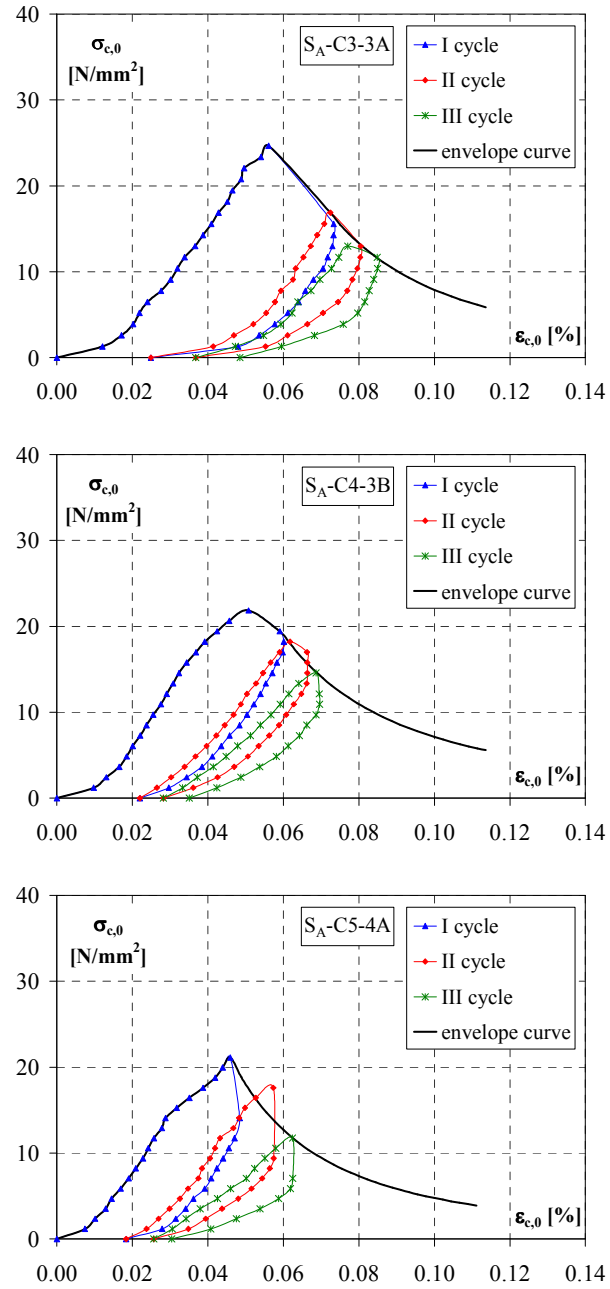 σc,0
[N/mm²]
SA-C3-3A
I cycle
II cycle
III cycle
envelope curve
40
30
20
10
0
εc,0 [%]
0.00 0.02 0.04 0.06 0.08 0.10 0.12 0.14
σc,0
[N/mm²]
SA-C4-3B
I cycle
II cycle
III cycle
envelope curve
40
30
20
10
0
εc,0 [%]
0.00 0.02 0.04 0.06 0.08 0.10 0.12 0.14
σc,0
[N/mm²]
SA-C5-4A
I cycle
II cycle
III cycle
envelope curve
40
30
20
10
0
εc,0 [%]
0.00 0.02 0.04 0.06 0.08 0.10 0.12 0.14